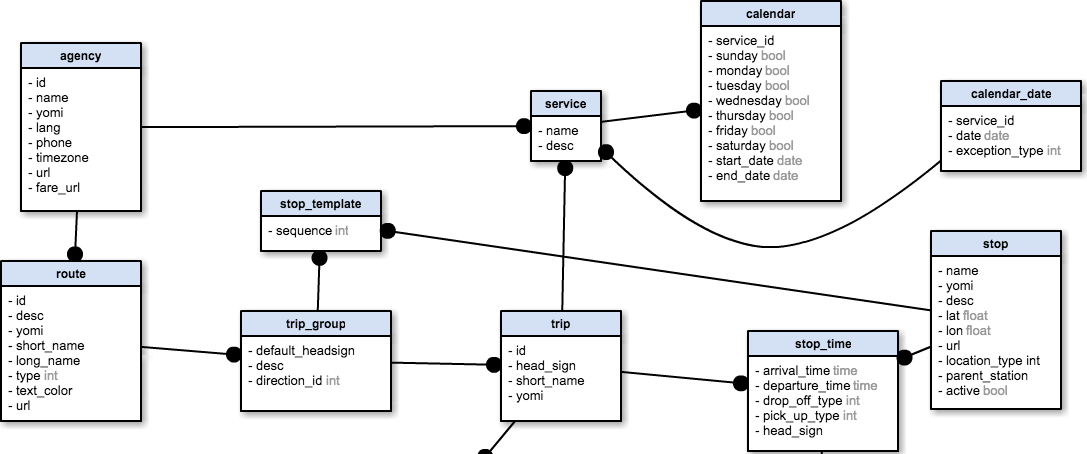 agency
- id
- name
- yomi
- lang
- phone
- timezone
- url
- fare_url
service
- name
- desc
calendar
- service_id
- sunday bool
- monday bool
- tuesday bool
- wednesday bool
- thursday bool
- friday bool
- saturday bool
- start_date date
- end_date date
calendar_date
- service_id
- date date
- exception_type int
stop_template
- sequence int
route
- id
- desc
- yomi
- short_name
- long_name
- type int
- text_color
- url
trip_group
- default_headsign
- desc
- direction_id int
trip
- id
- head_sign
- short_name
- yomi
stop_time
- arrival_time time
- departure_time time
- drop_off_type int
- pick_up_type int
- head_sign
stop
- name
- yomi
- desc
- lat float
- lon float
- url
- location_type int
- parent_station
- active bool